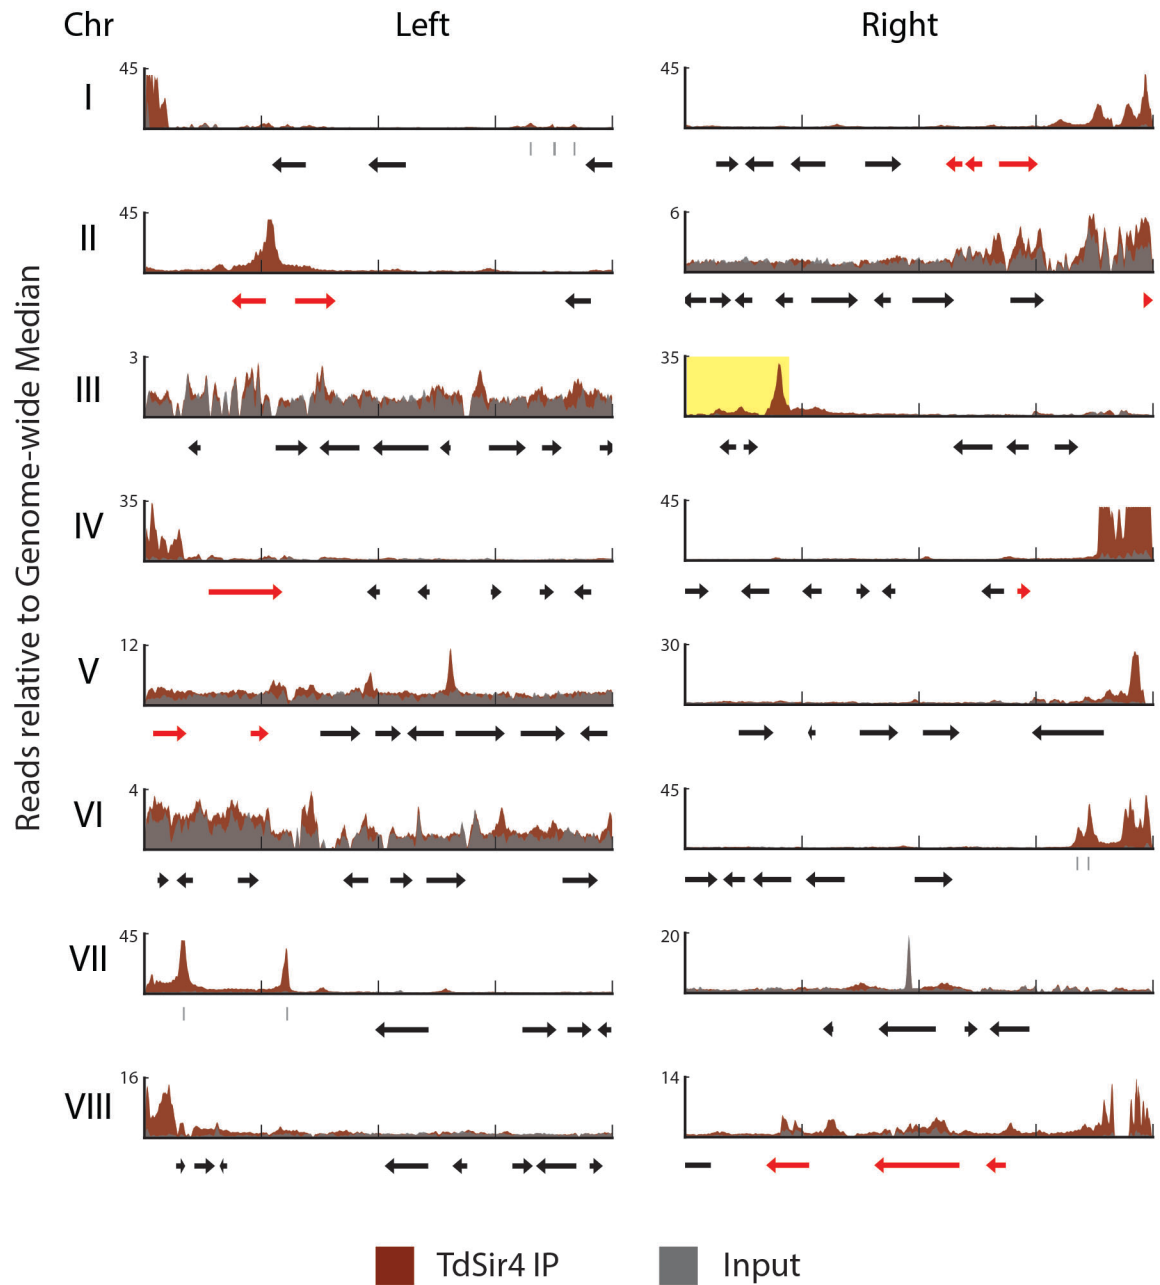 Chr Left Right
Reads relative to Genome-wide Median
I 45 45
II 45 6
III 3 35
IV 35 45
V 12 30
VI 4 45
VII 45 20
VIII 16 14
TdSir4 IP Input